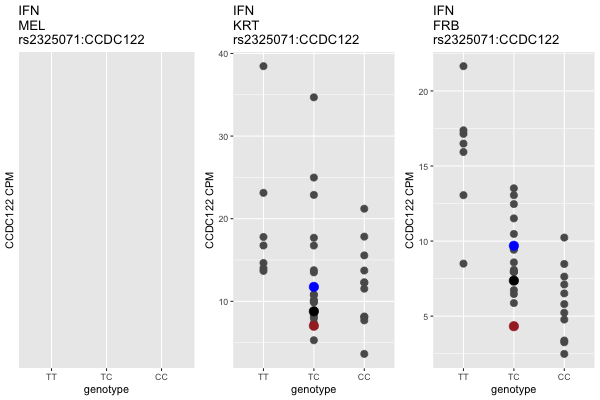 IFN
MEL
rs2325071:CCDC122
CCDC122 CPM
TT TC CC
genotype
IFN
KRT
rs2325071:CCDC122
CCDC122 CPM
40
30
20
10
TT TC CC
genotype
IFN
FRB
rs2325071:CCDC122
CCDC122 CPM
20
15
10
5
TT TC CC
genotype